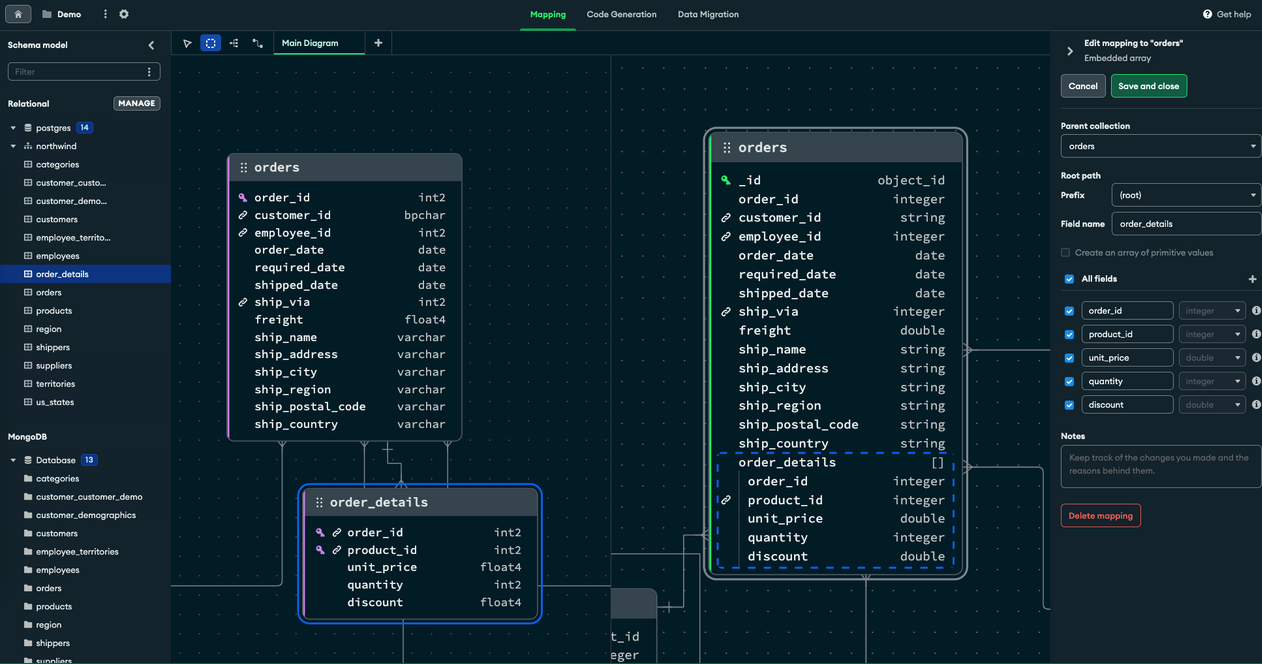 Demo
Mapping
Code Generation
Data Migration
Get help
Schema model
Filter
Relational
MANAGE
postgres 14
northwind
categories
customer_custo...
customer_demo...
customers
employee_territo...
employees
order_details
orders
products
region
shippers
suppliers
territories
us_states
MongoDB
Database 13
categories
customer_customer_demo
customer_demographics
customers
employee_territories
employees
orders
products
region
shippers
suppliers
Main Diagram
orders
order_id int2
customer_id bpchar
employee_id int2
order_date date
required_date date
shipped_date date
ship_via int2
freight float4
ship_name varchar
ship_address varchar
ship_city varchar
ship_region varchar
ship_postal_code varchar
ship_country varchar
order_details
order_id int2
product_id int2
unit_price float4
quantity int2
discount float4
orders
_id object_id
order_id integer
customer_id string
employee_id integer
order_date date
required_date date
shipped_date date
ship_via integer
freight double
ship_name string
ship_address string
ship_city string
ship_region string
ship_postal_code string
ship_country string
order_details []
order_id integer
product_id integer
unit_price double
quantity integer
discount double
t_id
eger
Edit mapping to "orders"
Embedded array
Cancel
Save and close
Parent collection
orders
Root path
Prefix (root)
Field name order_details
Create an array of primitive values
All fields
order_id integer
product_id integer
unit_price double
quantity integer
discount double
Notes
Keep track of the changes you made and the
reasons behind them.
Delete mapping